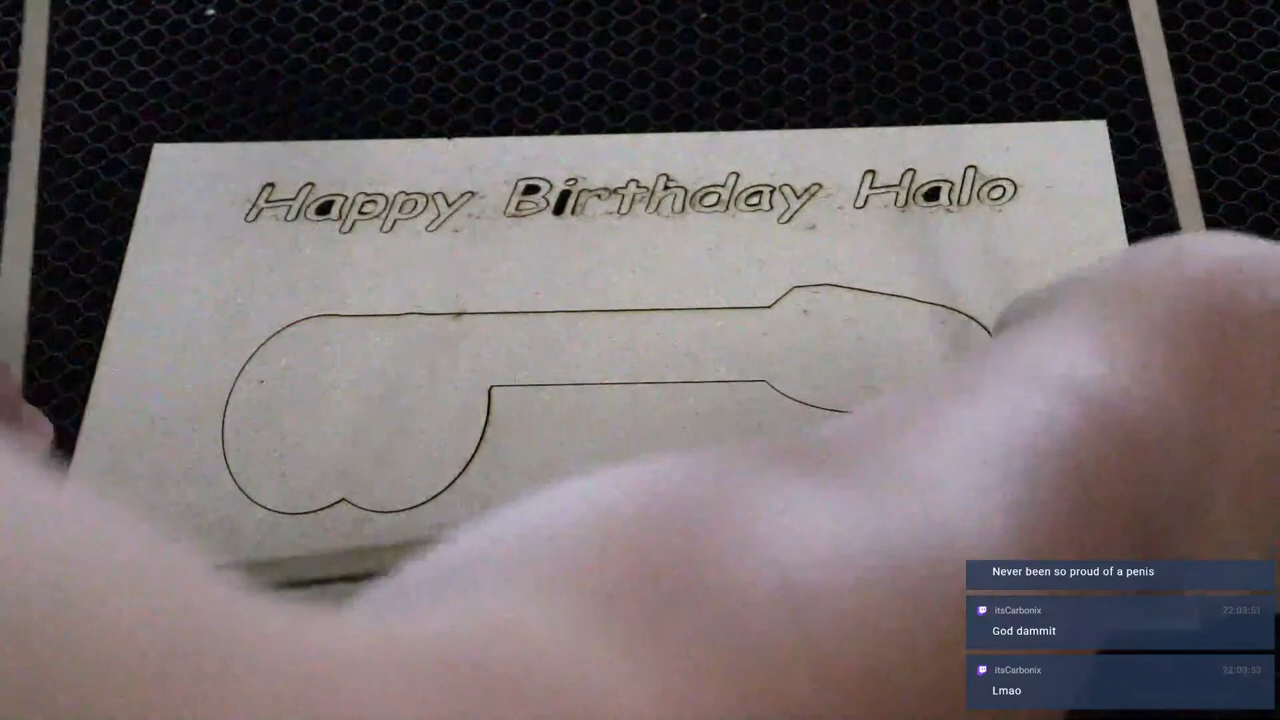 Happy Birthday Halo
Never been so proud of a penis
itsCarbonix 22:03:51
God dammit
itsCarbonix 22:03:53
Lmao